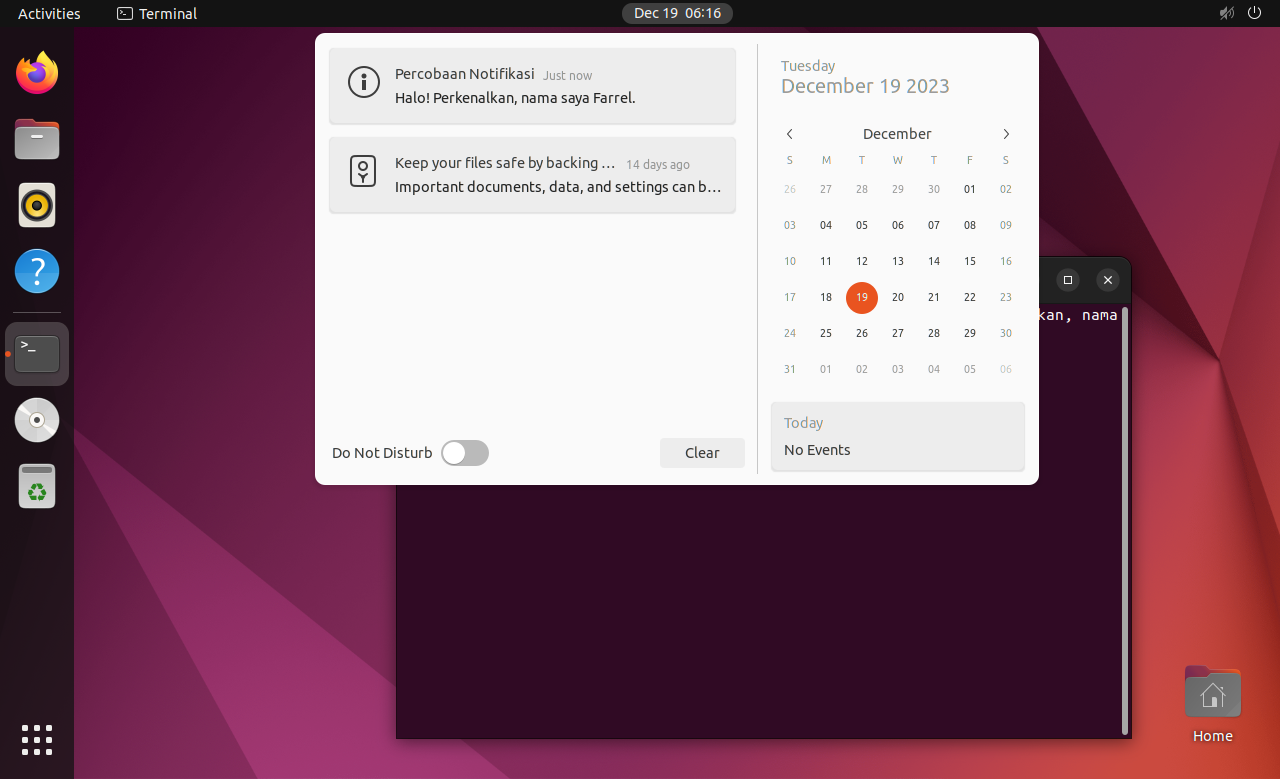 Activities
Terminal
Dec 19 06:16
Percobaan Notifikasi Just now
Halo! Perkenalkan, nama saya Farrel.
Keep your files safe by backing … 14 days ago
Important documents, data, and settings can b…
Do Not Disturb
Clear
Tuesday
December 19 2023
December
S M T W T F S
26 27 28 29 30 01 02
03 04 05 06 07 08 09
10 11 12 13 14 15 16
17 18 19 20 21 22 23
24 25 26 27 28 29 30
31 01 02 03 04 05 06
Today
No Events
kan, nama
>_
?
Home